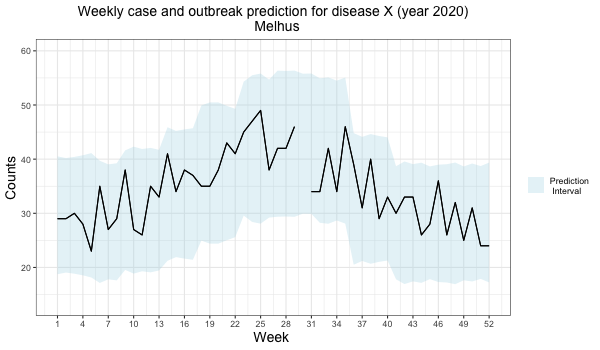 Weekly case and outbreak prediction for disease X (year 2020)
Melhus
Counts
60
50
40
30
20
1 4 7 10 13 16 19 22 25 28 31 34 37 40 43 46 49 52
Week
Prediction
Interval